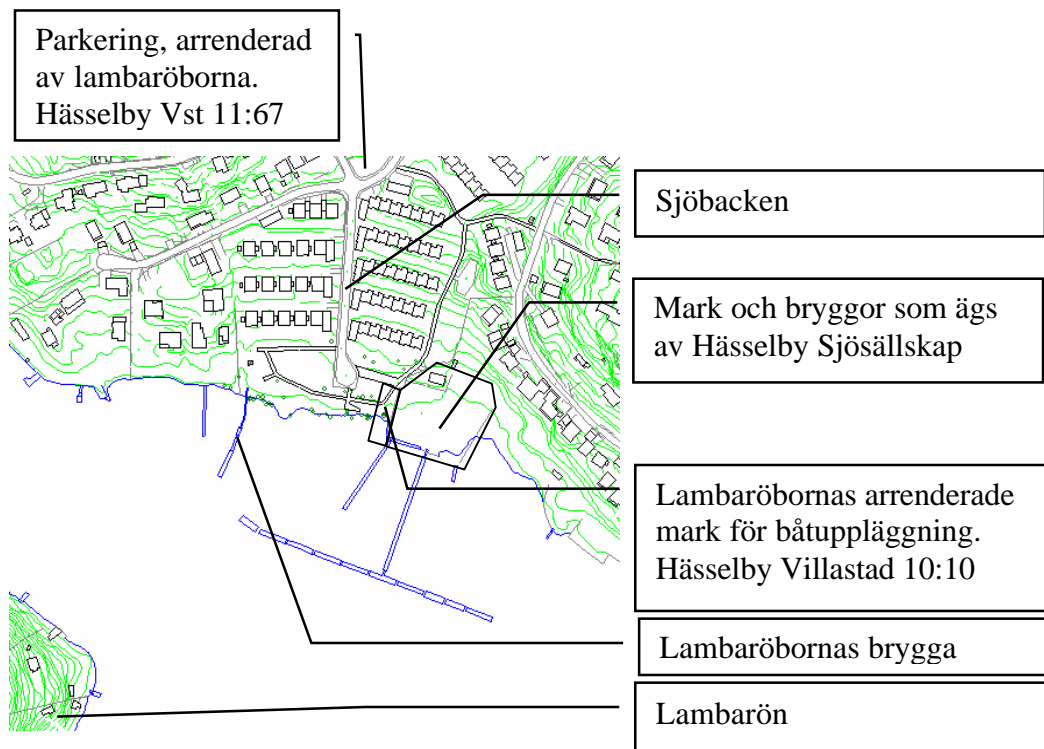 Parkering, arrenderad
av lambaröborna.
Hässelby Vst 11:67
Sjöbacken
Mark och bryggor som ägs
av Hässelby Sjösällskap
Lambaröbornas arrenderade
mark för båtuppläggning.
Hässelby Villastad 10:10
Lambaröbornas brygga
Lambarön